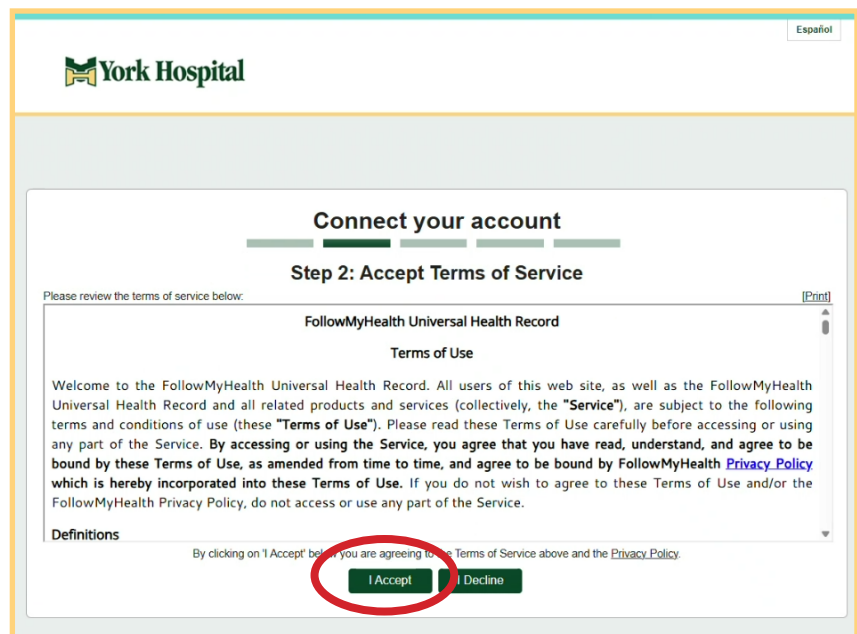 Español
York Hospital
Connect your account
Step 2: Accept Terms of Service
Please review the terms of service below:
[Print]
FollowMyHealth Universal Health Record
Terms of Use
Welcome to the FollowMyHealth Universal Health Record. All users of this web site, as well as the FollowMyHealth
Universal Health Record and all related products and services (collectively, the "Service"), are subject to the following
terms and conditions of use (these "Terms of Use"). Please read these Terms of Use carefully before accessing or using
any part of the Service. By accessing or using the Service, you agree that you have read, understand, and agree to be
bound by these Terms of Use, as amended from time to time, and agree to be bound by FollowMyHealth Privacy Policy
which is hereby incorporated into these Terms of Use. If you do not wish to agree to these Terms of Use and/or the
FollowMyHealth Privacy Policy, do not access or use any part of the Service.
Definitions
By clicking on 'I Accept' below you are agreeing to the Terms of Service above and the Privacy Policy.
I Accept
I Decline